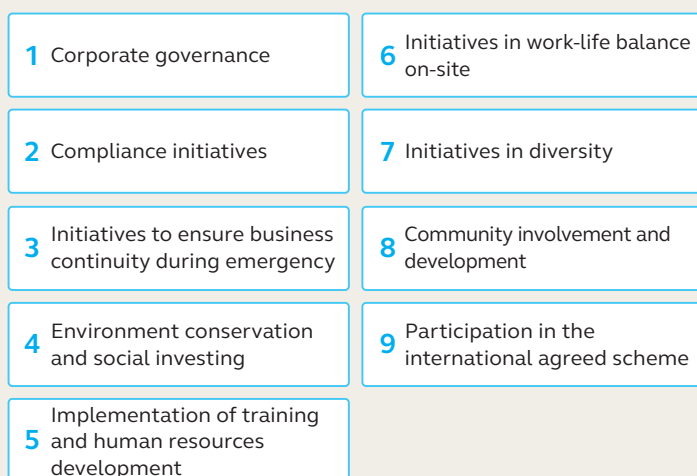 1 Corporate governance
2 Compliance initiatives
3 Initiatives to ensure business
continuity during emergency
4 Environment conservation
and social investing
5 Implementation of training
and human resources
development
6 Initiatives in work-life balance
on-site
7 Initiatives in diversity
8 Community involvement and
development
9 Participation in the
international agreed scheme